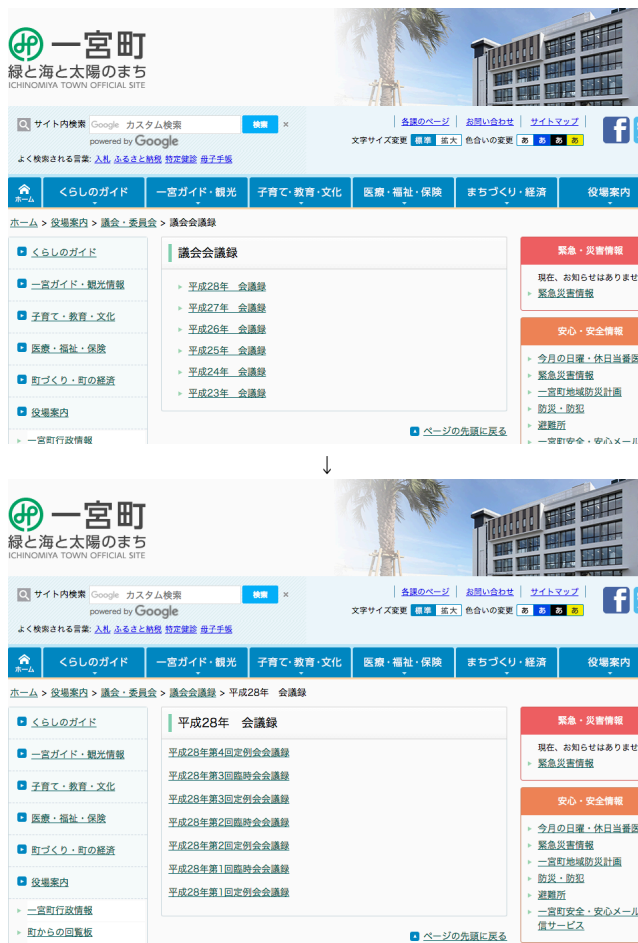 一宮町
緑と海と太陽のまち
ICHINOMIYA TOWN OFFICIAL SITE
サイト内検索 Google カスタム検索 検索 ×
powered by Google
よく検索される言葉: 入札 ふるさと納税 特定健診 母子手帳
各課のページ お問い合わせ サイトマップ
文字サイズ変更 標準 拡大 色合いの変更 あ あ あ あ
ホーム くらしのガイド 一宮ガイド・観光 子育て・教育・文化 医療・福祉・保険 まちづくり・経済 役場案内
ホーム > 役場案内 > 議会・委員会 > 議会会議録
くらしのガイド
一宮ガイド・観光情報
子育て・教育・文化
医療・福祉・保険
町づくり・町の経済
役場案内
一宮町行政情報
議会会議録
平成28年 会議録
平成27年 会議録
平成26年 会議録
平成25年 会議録
平成24年 会議録
平成23年 会議録
ページの先頭に戻る
緊急・災害情報
現在、お知らせはありませ
緊急災害情報
安心・安全情報
今月の日曜・休日当番医
緊急災害情報
一宮町地域防災計画
防災・防犯
避難所
一宮町安全・安心メール
↓
一宮町
緑と海と太陽のまち
ICHINOMIYA TOWN OFFICIAL SITE
サイト内検索 Google カスタム検索 検索 ×
powered by Google
よく検索される言葉: 入札 ふるさと納税 特定健診 母子手帳
各課のページ お問い合わせ サイトマップ
文字サイズ変更 標準 拡大 色合いの変更 あ あ あ あ
ホーム くらしのガイド 一宮ガイド・観光 子育て・教育・文化 医療・福祉・保険 まちづくり・経済 役場案内
ホーム > 役場案内 > 議会・委員会 > 議会会議録 > 平成28年 会議録
くらしのガイド
一宮ガイド・観光情報
子育て・教育・文化
医療・福祉・保険
町づくり・町の経済
役場案内
一宮町行政情報
町からの回覧板
平成28年 会議録
平成28年第4回定例会会議録
平成28年第3回臨時会会議録
平成28年第3回定例会会議録
平成28年第2回臨時会会議録
平成28年第2回定例会会議録
平成28年第1回臨時会会議録
平成28年第1回定例会会議録
ページの先頭に戻る
緊急・災害情報
現在、お知らせはありませ
緊急災害情報
安心・安全情報
今月の日曜・休日当番医
緊急災害情報
一宮町地域防災計画
防災・防犯
避難所
一宮町安全・安心メール
信サービス